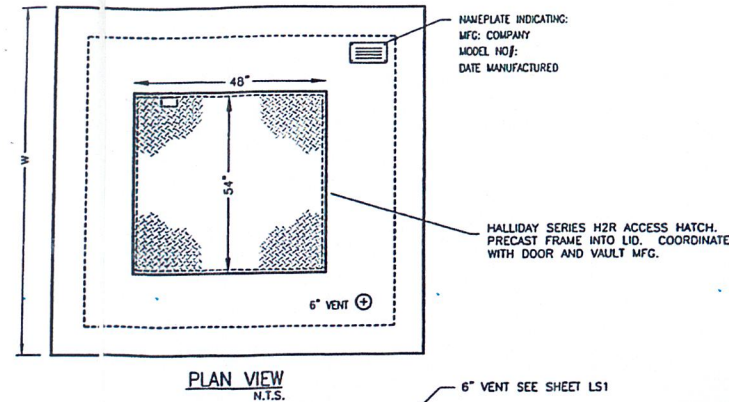 NAMEPLATE INDICATING:
MFG: COMPANY
MODEL NO#:
DATE MANUFACTURED
48"
W
54"
HALLIDAY SERIES H2R ACCESS HATCH.
PRECAST FRAME INTO LID. COORDINATE
WITH DOOR AND VAULT MFG.
6" VENT
PLAN VIEW
N.T.S.
6" VENT SEE SHEET LS1